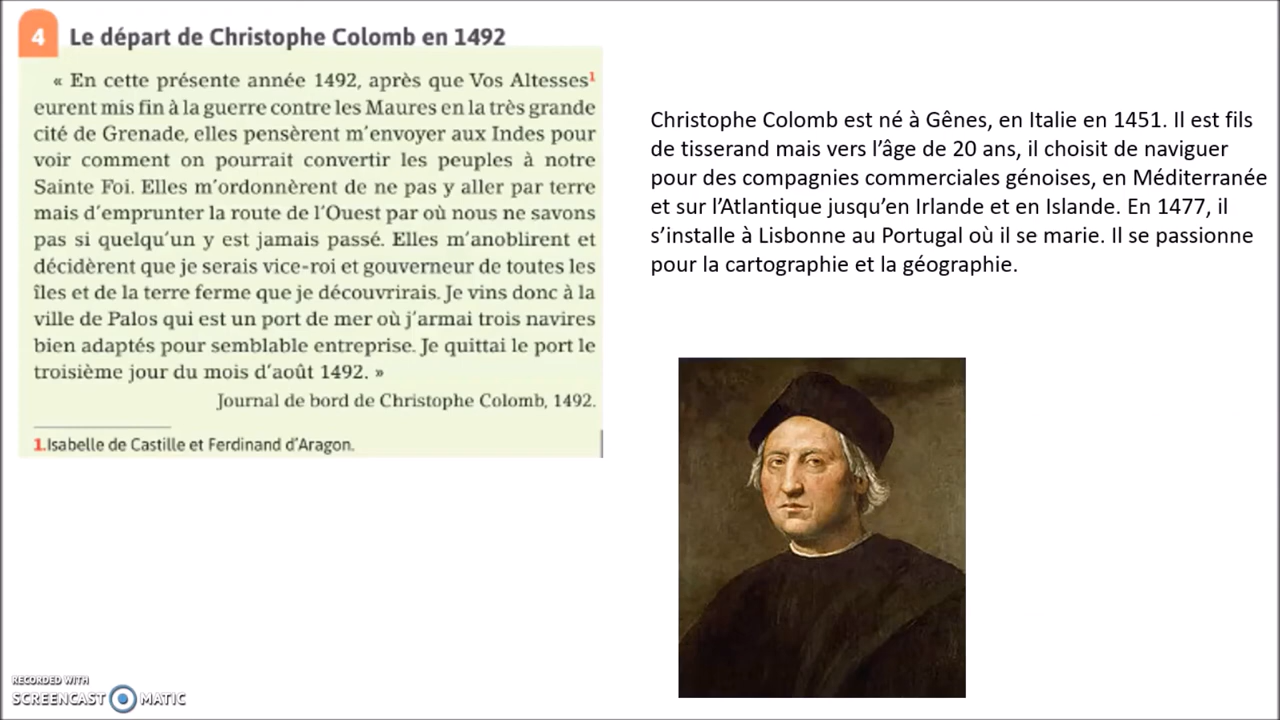 4 Le départ de Christophe Colomb en 1492
« En cette présente année 1492, après que Vos Altesses1
eurent mis fin à la guerre contre les Maures en la très grande
cité de Grenade, elles pensèrent m'envoyer aux Indes pour
voir comment on pourrait convertir les peuples à notre
Sainte Foi. Elles m'ordonnèrent de ne pas y aller par terre
mais d'emprunter la route de l'Ouest par où nous ne savons
pas si quelqu'un y est jamais passé. Elles m'anoblirent et
décidèrent que je serais vice-roi et gouverneur de toutes les
îles et de la terre ferme que je découvrirais. Je vins donc à la
ville de Palos qui est un port de mer où j'armai trois navires
bien adaptés pour semblable entreprise. Je quittai le port le
troisième jour du mois d'août 1492. »
Journal de bord de Christophe Colomb, 1492.
1.Isabelle de Castille et Ferdinand d'Aragon.
Christophe Colomb est né à Gênes, en Italie en 1451. Il est fils
de tisserand mais vers l'âge de 20 ans, il choisit de naviguer
pour des compagnies commerciales génoises, en Méditerranée
et sur l'Atlantique jusqu'en Irlande et en Islande. En 1477, il
s'installe à Lisbonne au Portugal où il se marie. Il se passionne
pour la cartographie et la géographie.
RECORDED WITH
SCREENCAST MATIC